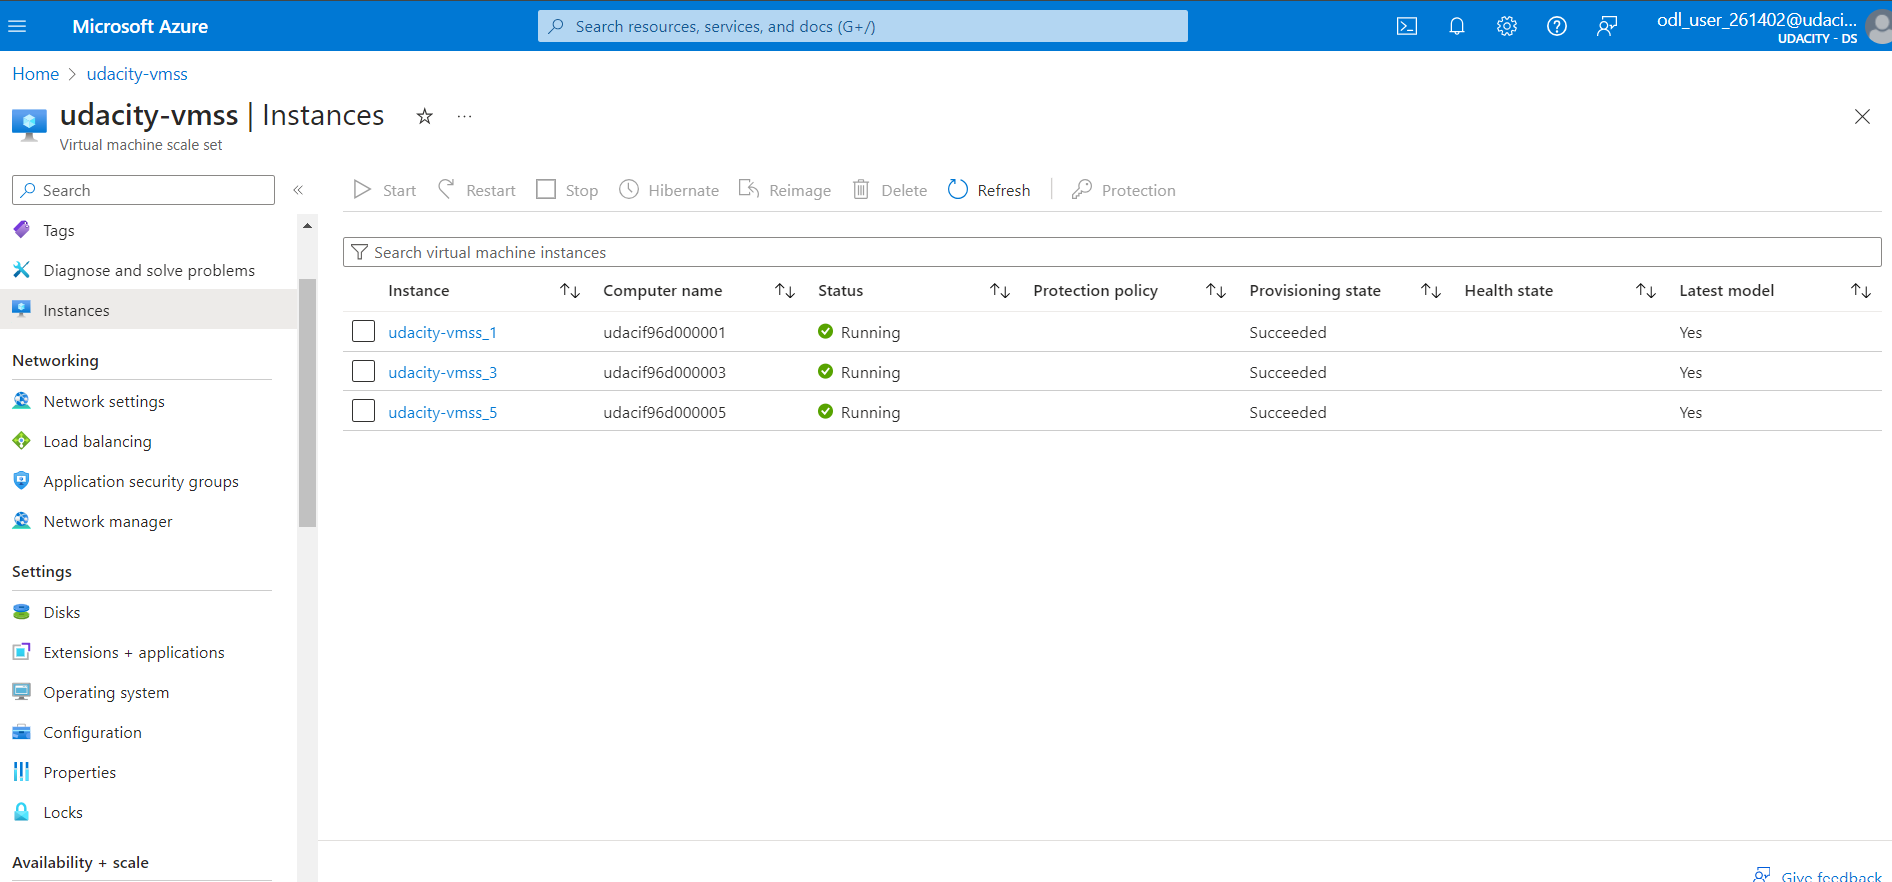 Microsoft Azure
Search resources, services, and docs (G+/)
odl_user_261402@udaci...
UDACITY - DS
Home > udacity-vmss
udacity-vmss | Instances
Virtual machine scale set
Search
Tags
Diagnose and solve problems
Instances
Networking
Network settings
Load balancing
Application security groups
Network manager
Settings
Disks
Extensions + applications
Operating system
Configuration
Properties
Locks
Availability + scale
Start Restart Stop Hibernate Reimage Delete Refresh Protection
Search virtual machine instances
Instance Computer name Status Protection policy Provisioning state Health state Latest model
udacity-vmss_1 udacif96d000001 Running Succeeded Yes
udacity-vmss_3 udacif96d000003 Running Succeeded Yes
udacity-vmss_5 udacif96d000005 Running Succeeded Yes
Give feedback